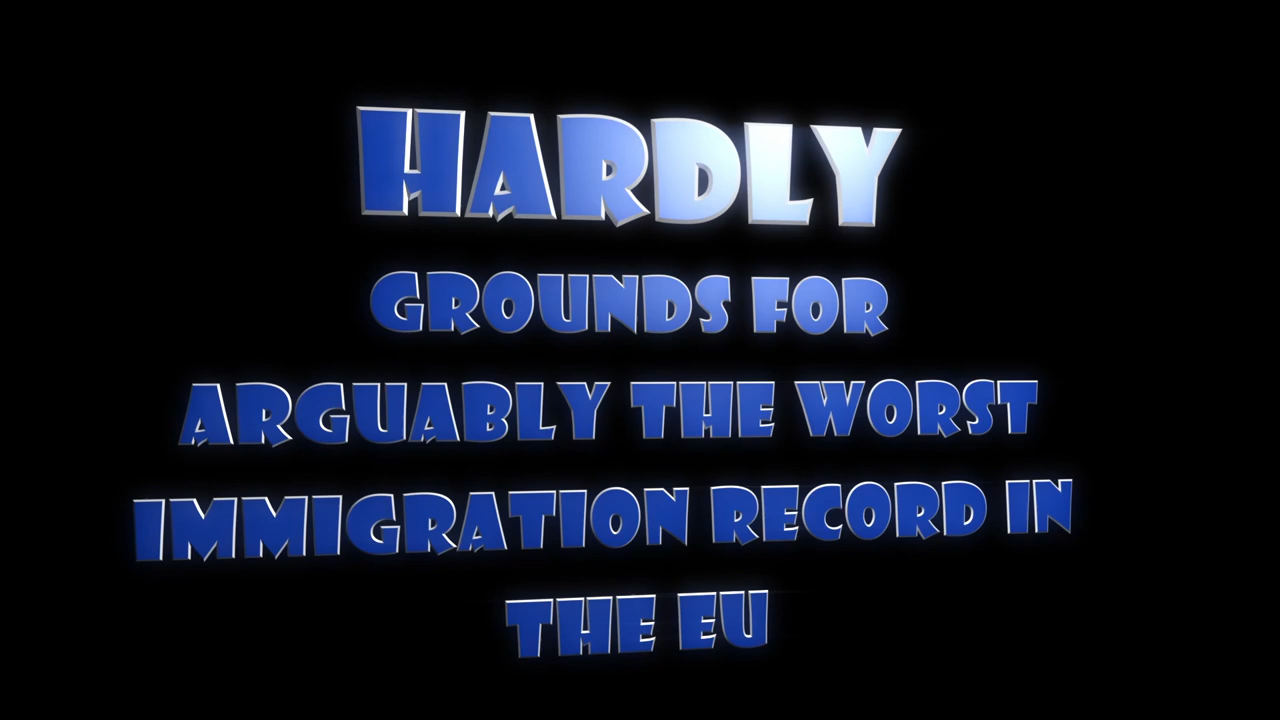 HARDLY
GROUNDS FOR
ARGUABLY THE WORST
IMMIGRATION RECORD IN
THE EU